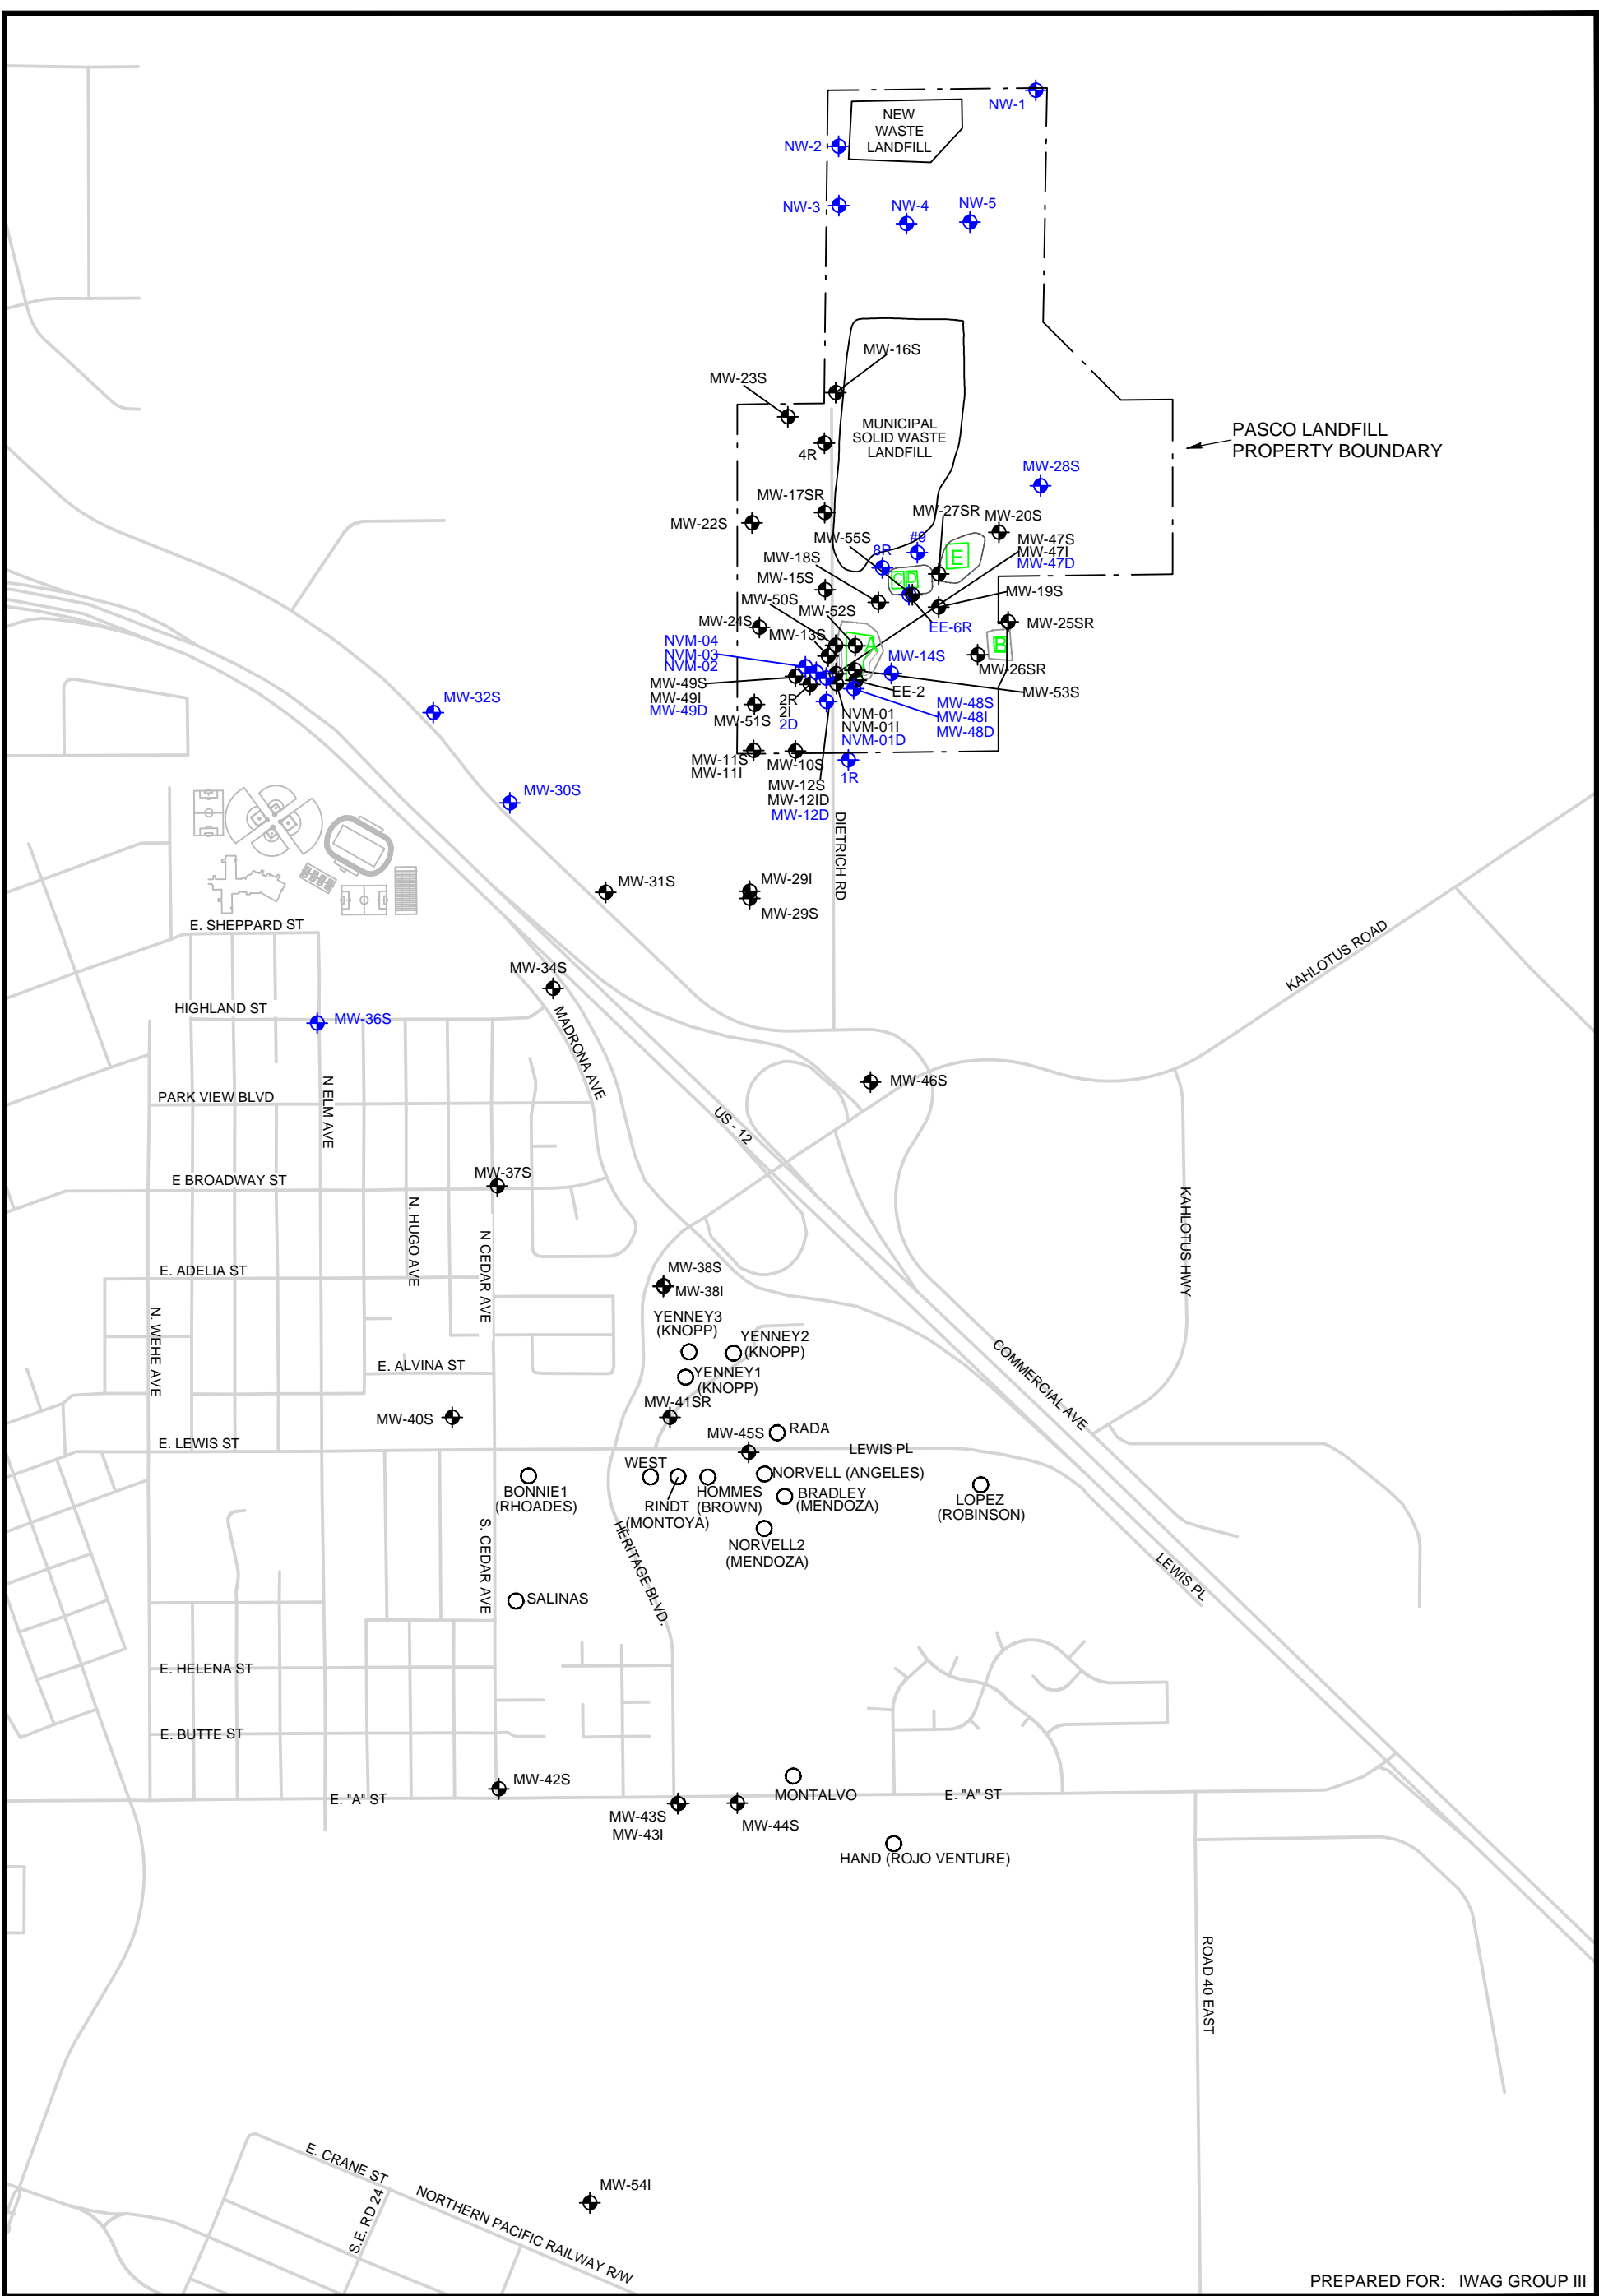 NW-1
NEW
WASTE
LANDFILL
NW-2
NW-3
NW-4
NW-5
MW-16S
MW-23S
MUNICIPAL
SOLID WASTE
LANDFILL
4R
PASCO LANDFILL
PROPERTY BOUNDARY
MW-28S
MW-17SR
MW-22S
MW-27SR
MW-20S
MW-55S
#9
MW-47S
MW-47I
MW-47D
8R
E
MW-18S
C
D
MW-15S
MW-19S
MW-50S
MW-52S
MW-24S
EE-6R
MW-25SR
MW-13S
A
B
NVM-04
NVM-03
NVM-02
MW-14S
MW-26SR
MW-49S
MW-49I
MW-49D
EE-2
MW-53S
2R
2I
2D
MW-48S
MW-48I
MW-48D
MW-51S
NVM-01
NVM-01I
NVM-01D
MW-32S
MW-11S
MW-11I
MW-10S
1R
MW-12S
MW-12ID
MW-12D
MW-30S
DIETRICH RD
MW-31S
MW-29I
MW-29S
E. SHEPPARD ST
KAHLOTUS ROAD
MW-34S
HIGHLAND ST
MW-36S
MADRONA AVE
MW-46S
PARK VIEW BLVD
N ELM AVE
US - 12
MW-37S
E BROADWAY ST
N. HUGO AVE
N CEDAR AVE
KAHLOTUS HWY
E. ADELIA ST
MW-38S
MW-38I
N. WEHE AVE
YENNEY3
(KNOPP)
YENNEY2
(KNOPP)
COMMERCIAL AVE
E. ALVINA ST
YENNEY1
(KNOPP)
MW-41SR
MW-40S
RADA
MW-45S
E. LEWIS ST
LEWIS PL
WEST
NORVELL (ANGELES)
BONNIE1
(RHOADES)
HOMMES
(BROWN)
BRADLEY
(MENDOZA)
LOPEZ
(ROBINSON)
RINDT
(MONTOYA)
S. CEDAR AVE
HERITAGE BLVD.
NORVELL2
(MENDOZA)
LEWIS PL
SALINAS
E. HELENA ST
E. BUTTE ST
MW-42S
MONTALVO
E. "A" ST
E. "A" ST
MW-43S
MW-43I
MW-44S
HAND (ROJO VENTURE)
ROAD 40 EAST
E. CRANE ST
MW-54I
S.E. RD 24
NORTHERN PACIFIC RAILWAY R/W
PREPARED FOR: IWAG GROUP III